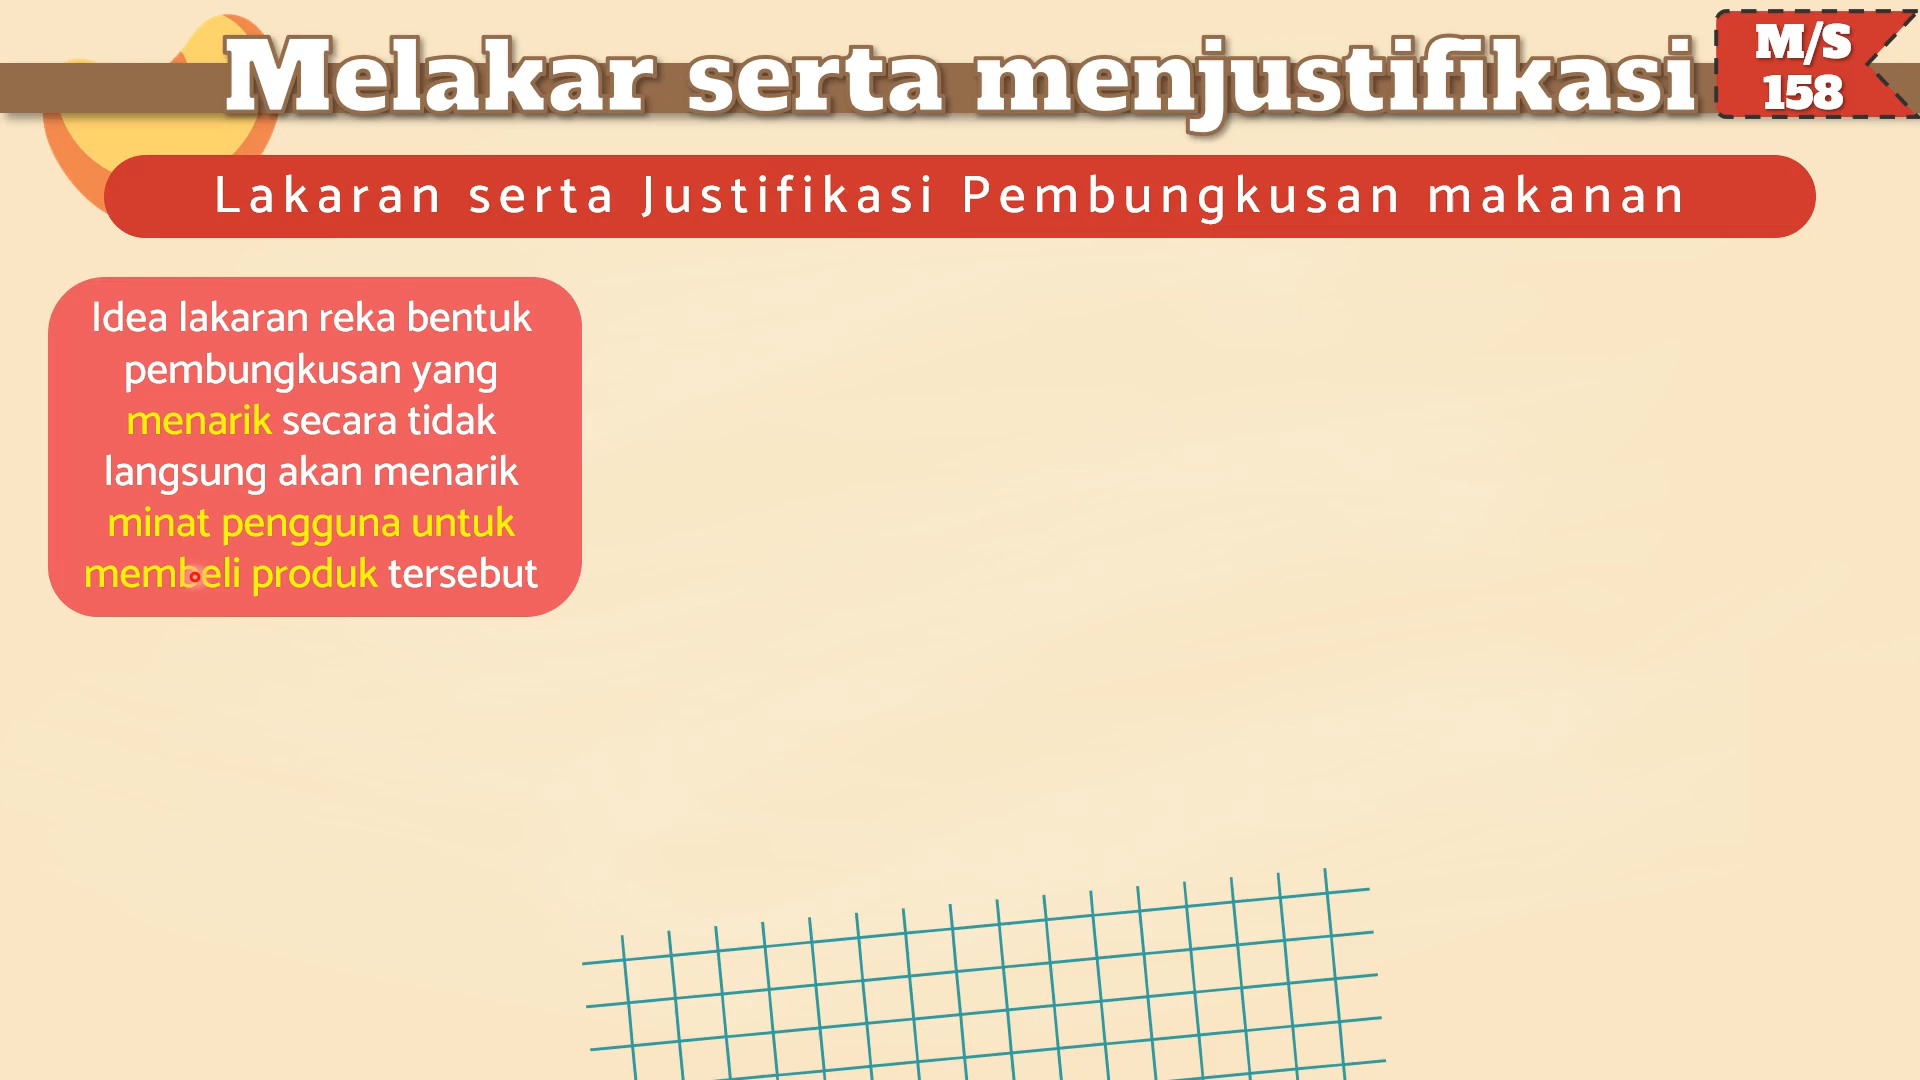 Melakar serta menjustifikasi
M/S
158
Lakaran serta Justifikasi Pembungkusan makanan
Idea lakaran reka bentuk
pembungkusan yang
menarik secara tidak
langsung akan menarik
minat pengguna untuk
membeli produk tersebut